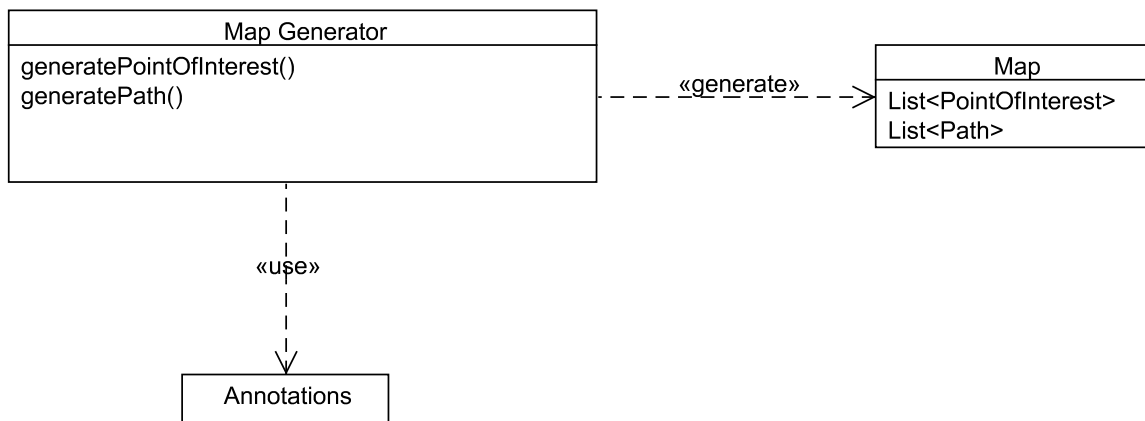 Map Generator
generatePointOfInterest()
generatePath()
«generate»
Map
List<PointOfInterest>
List<Path>
«use»
Annotations